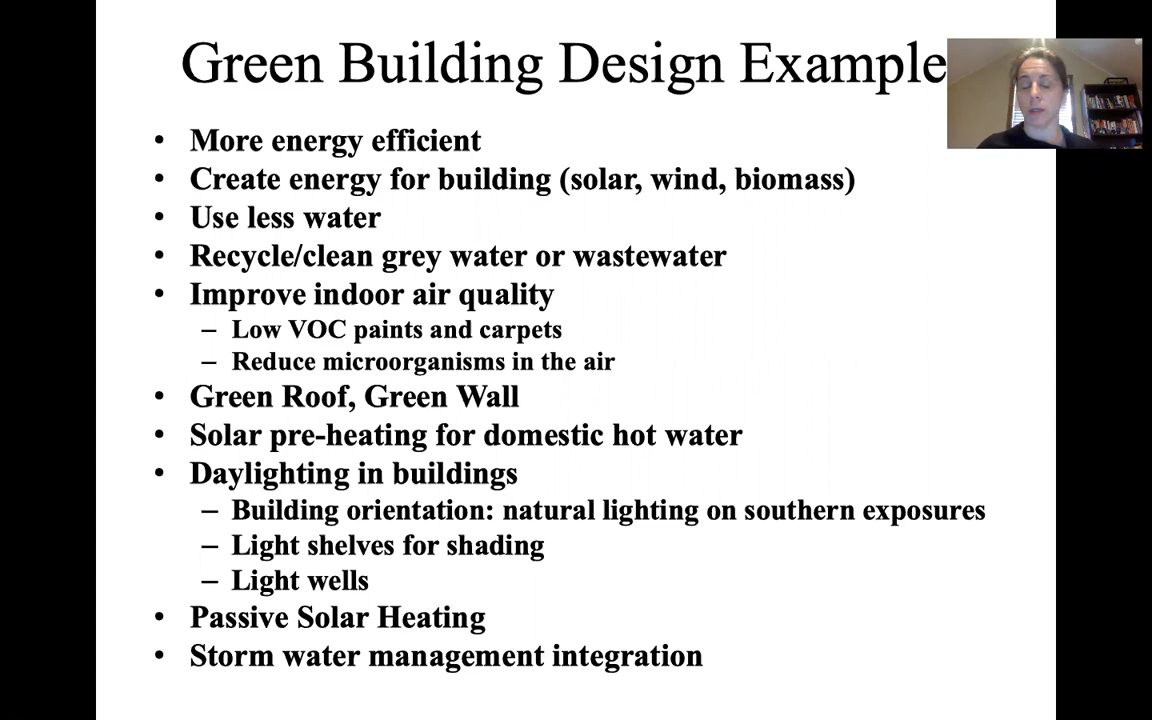 Green Building Design Example
• More energy efficient
• Create energy for building (solar, wind, biomass)
• Use less water
• Recycle/clean grey water or wastewater
• Improve indoor air quality
– Low VOC paints and carpets
– Reduce microorganisms in the air
• Green Roof, Green Wall
• Solar pre-heating for domestic hot water
• Daylighting in buildings
– Building orientation: natural lighting on southern exposures
– Light shelves for shading
– Light wells
• Passive Solar Heating
• Storm water management integration